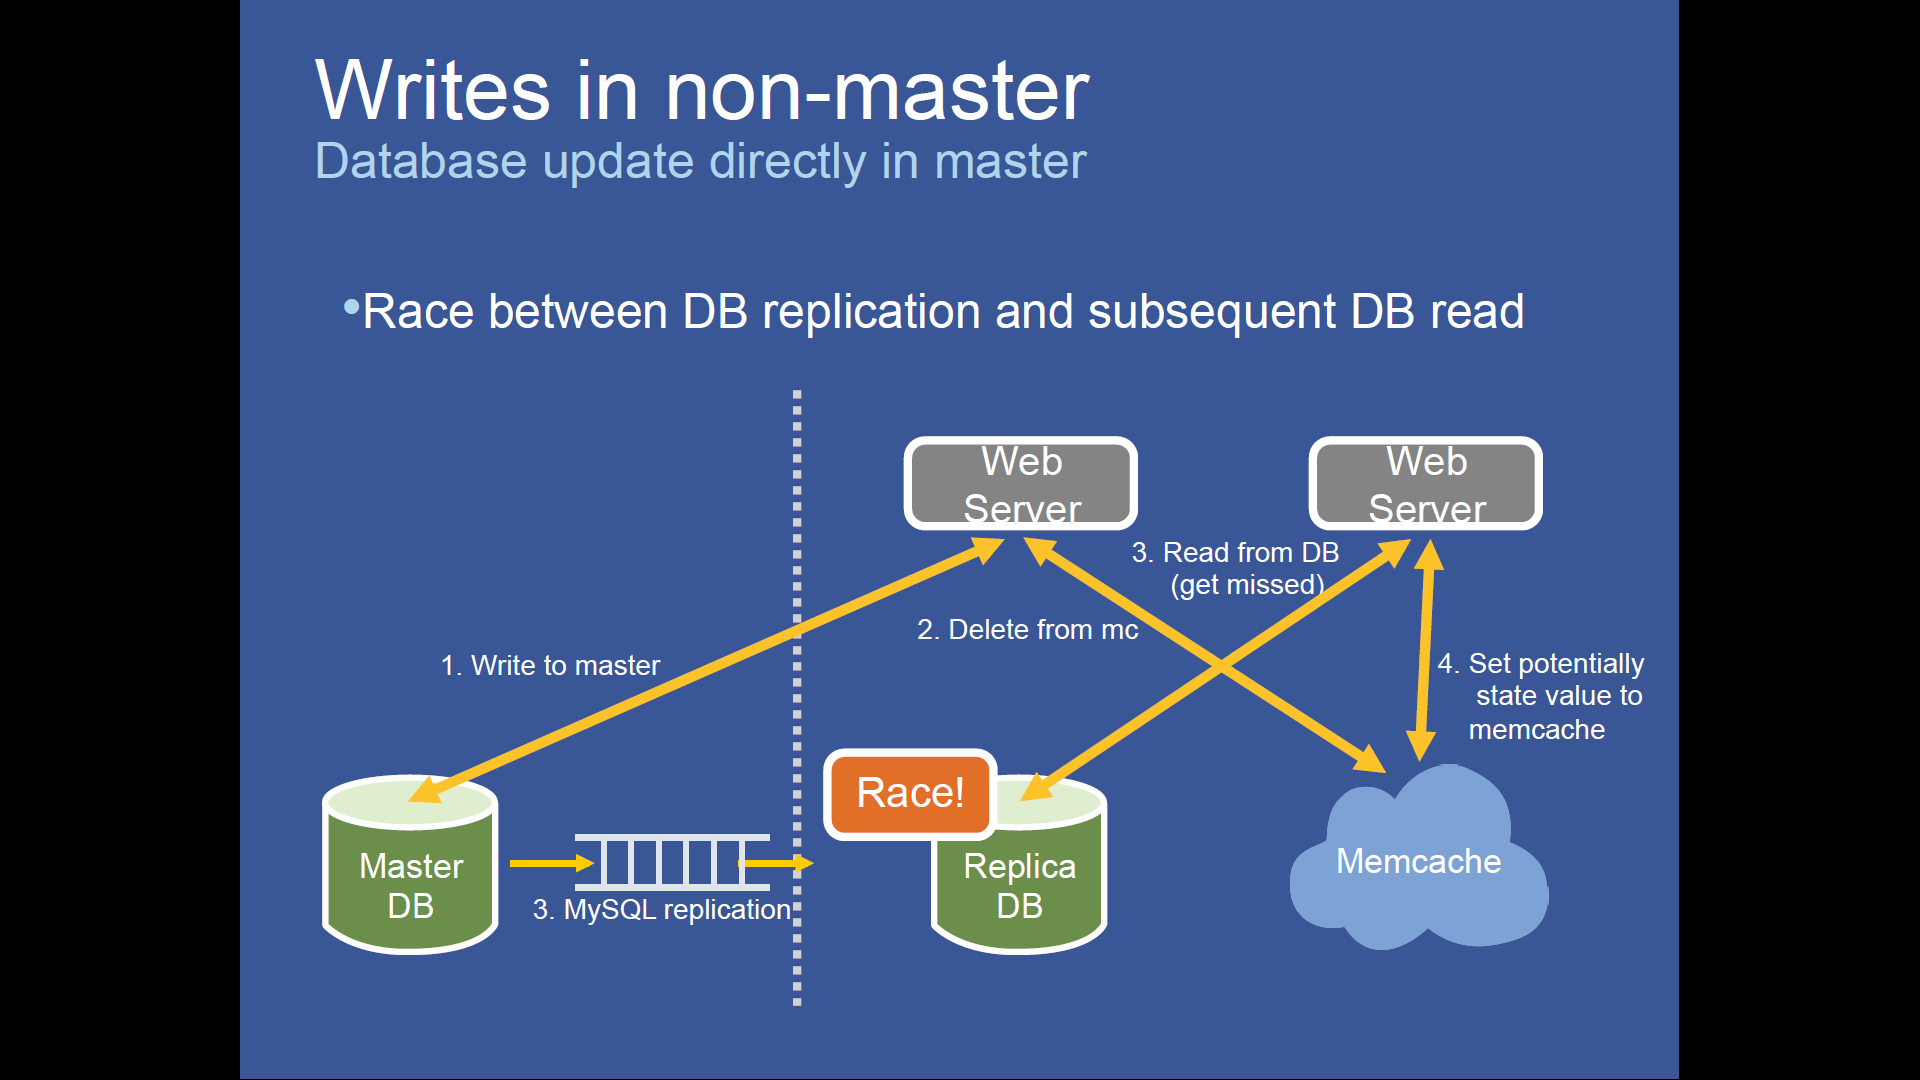 Writes in non-master
Database update directly in master
•Race between DB replication and subsequent DB read
Web
Server
Web
Server
3. Read from DB
(get missed)
2. Delete from mc
1. Write to master
4. Set potentially
state value to
memcache
Race!
Master
DB
3. MySQL replication
Replica
DB
Memcache